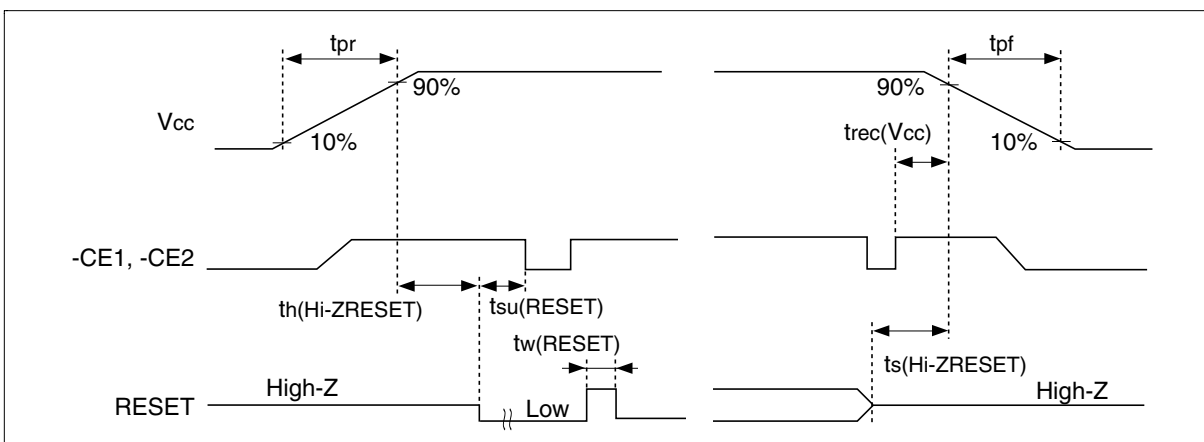 tpr
tpf
90%
90%
Vcc
10%
trec(Vcc)
10%
-CE1, -CE2
th(Hi-ZRESET)
tsu(RESET)
tw(RESET)
ts(Hi-ZRESET)
High-Z
High-Z
RESET
Low